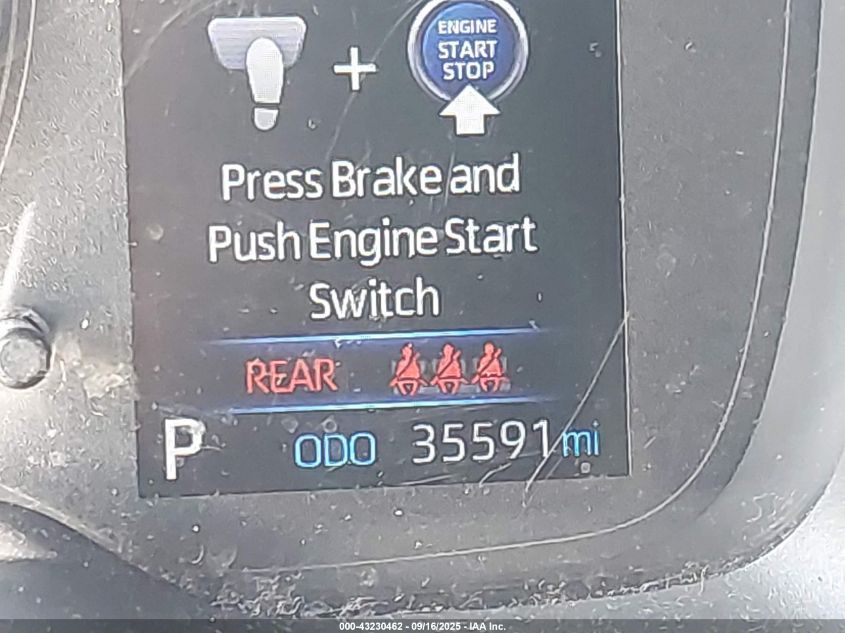 ENGINE
START
STOP
Press Brake and
Push Engine Start
Switch
REAR
P ODO 35591 mi
000-43230462 - 09/16/2025 - IAA Inc.